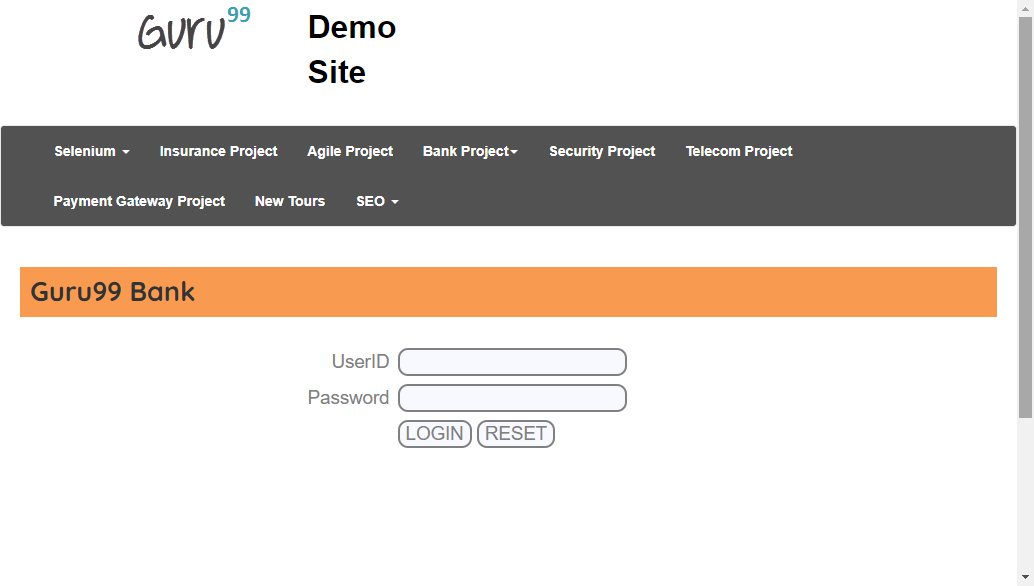 Guru99
Demo
Site
Selenium Insurance Project Agile Project Bank Project Security Project Telecom Project
Payment Gateway Project New Tours SEO
Guru99 Bank
UserID
Password
LOGIN RESET